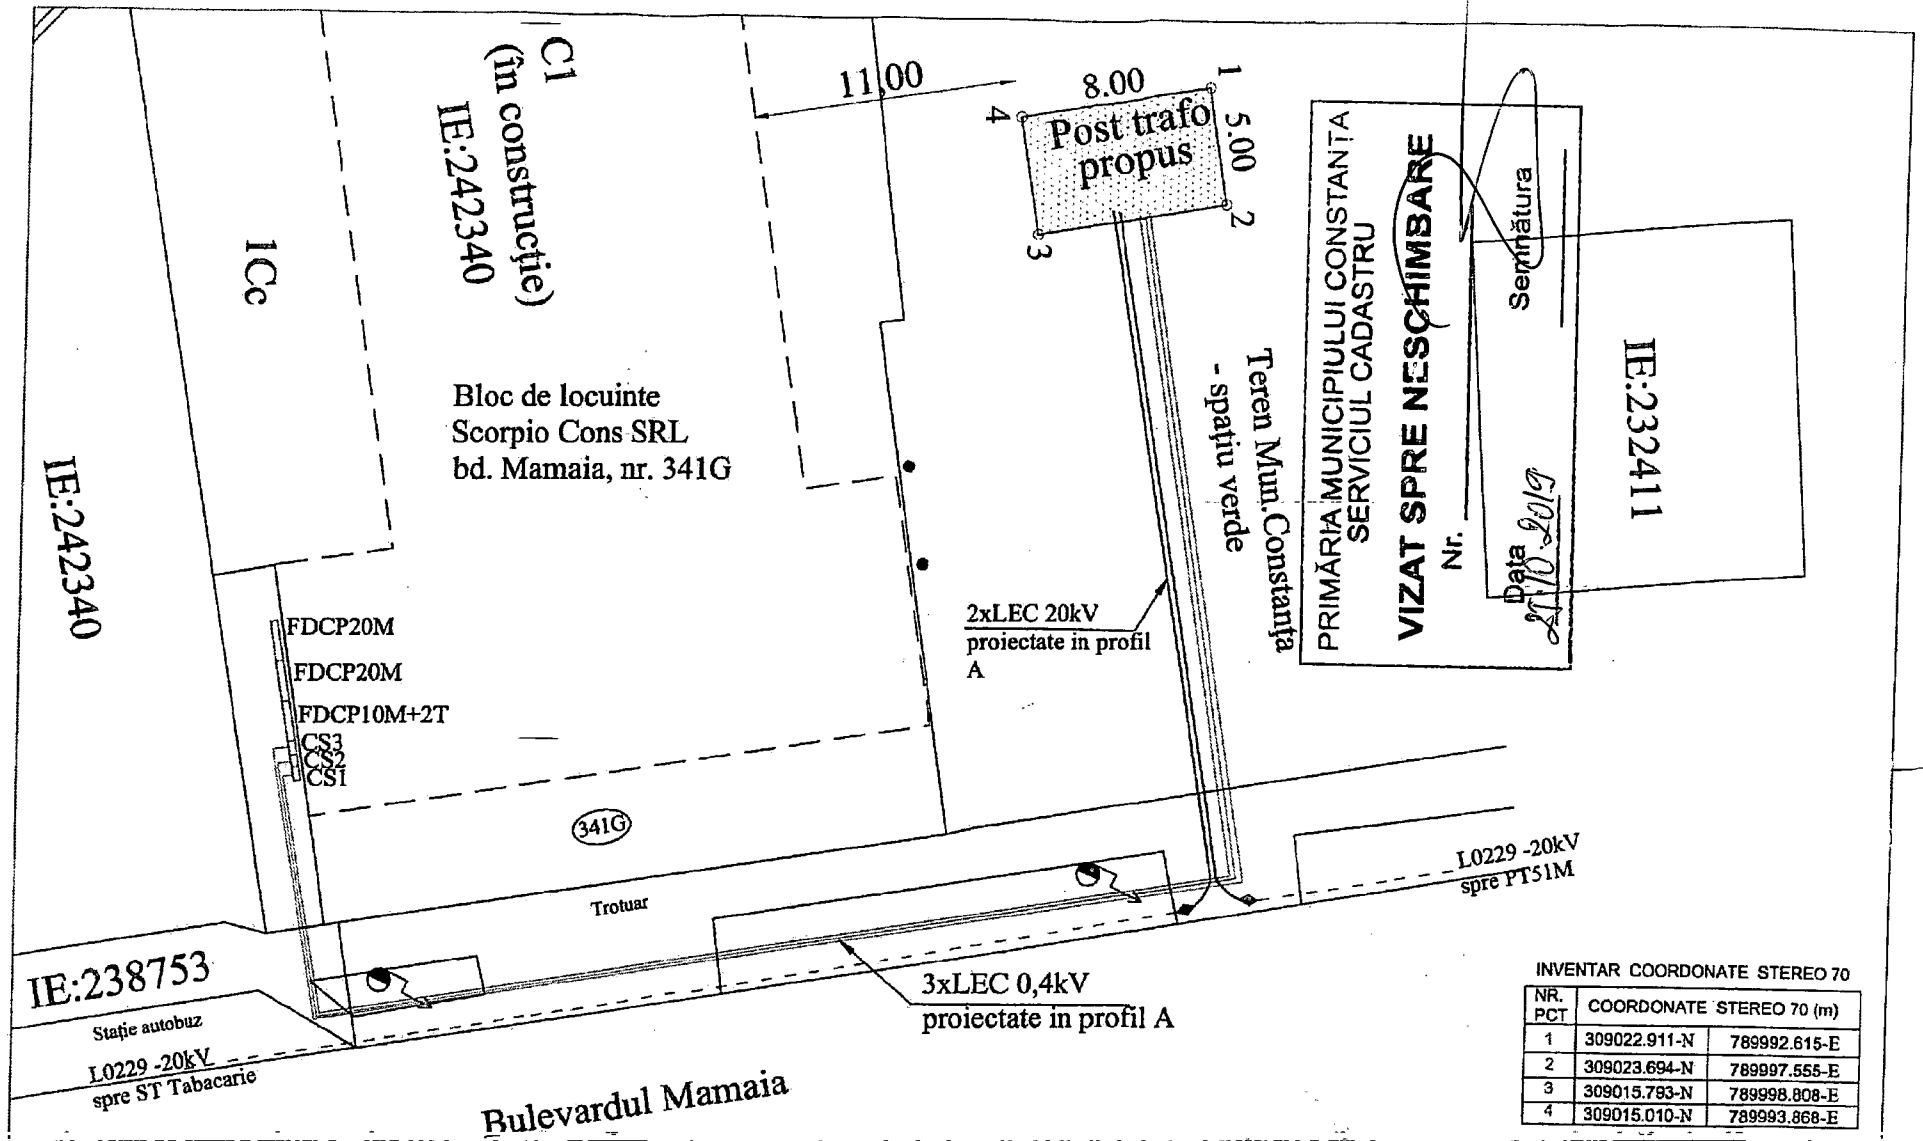 C1
(în construcţie)
IE:242340
1Cc
IE:242340
11,00
8.00
5.00
1
2
3
4
Post trafo
propus
Bloc de locuinte
Scorpio Cons SRL
bd. Mamaia, nr. 341G
Teren Mun.Constanţa
- spaţiu verde
PRIMĂRIA MUNICIPIULUI CONSTANŢA
SERVICIUL CADASTRU
VIZAT SPRE NESCHIMBARE
Nr.
Data
Semnătura
IE:232411
2xLEC 20kV
proiectate in profil
A
FDCP20M
FDCP20M
FDCP10M+2T
CS3
CS2
CS1
341G
Trotuar
L0229 -20kV
spre PT51M
IE:238753
Staţie autobuz
L0229 -20kV
spre ST Tabacarie
3xLEC 0,4kV
proiectate in profil A
Bulevardul Mamaia
INVENTAR COORDONATE STEREO 70
NR. PCT COORDONATE STEREO 70 (m)
1 309022.911-N 789992.615-E
2 309023.694-N 789997.555-E
3 309015.793-N 789998.808-E
4 309015.010-N 789993.868-E